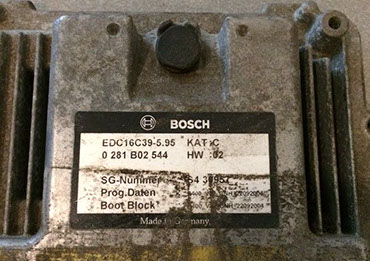 BOSCH
EDC16C39-5.95 KAT:C
0 281 B02 544 HW :02
SG-Nummer
Prog.Daten
Boot Block
Made in Germany